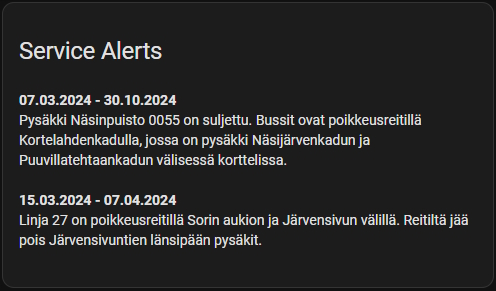 Service Alerts
07.03.2024 - 30.10.2024
Pysäkki Näsinpuisto 0055 on suljettu. Bussit ovat poikkeusreitillä
Kortelahdenkadulla, jossa on pysäkki Näsijärvenkadun ja
Puuvillatehtaankadun välisessä korttelissa.
15.03.2024 - 07.04.2024
Linja 27 on poikkeusreitillä Sorin aukion ja Järvensivun välillä. Reitiltä jää
pois Järvensivuntien länsipään pysäkit.